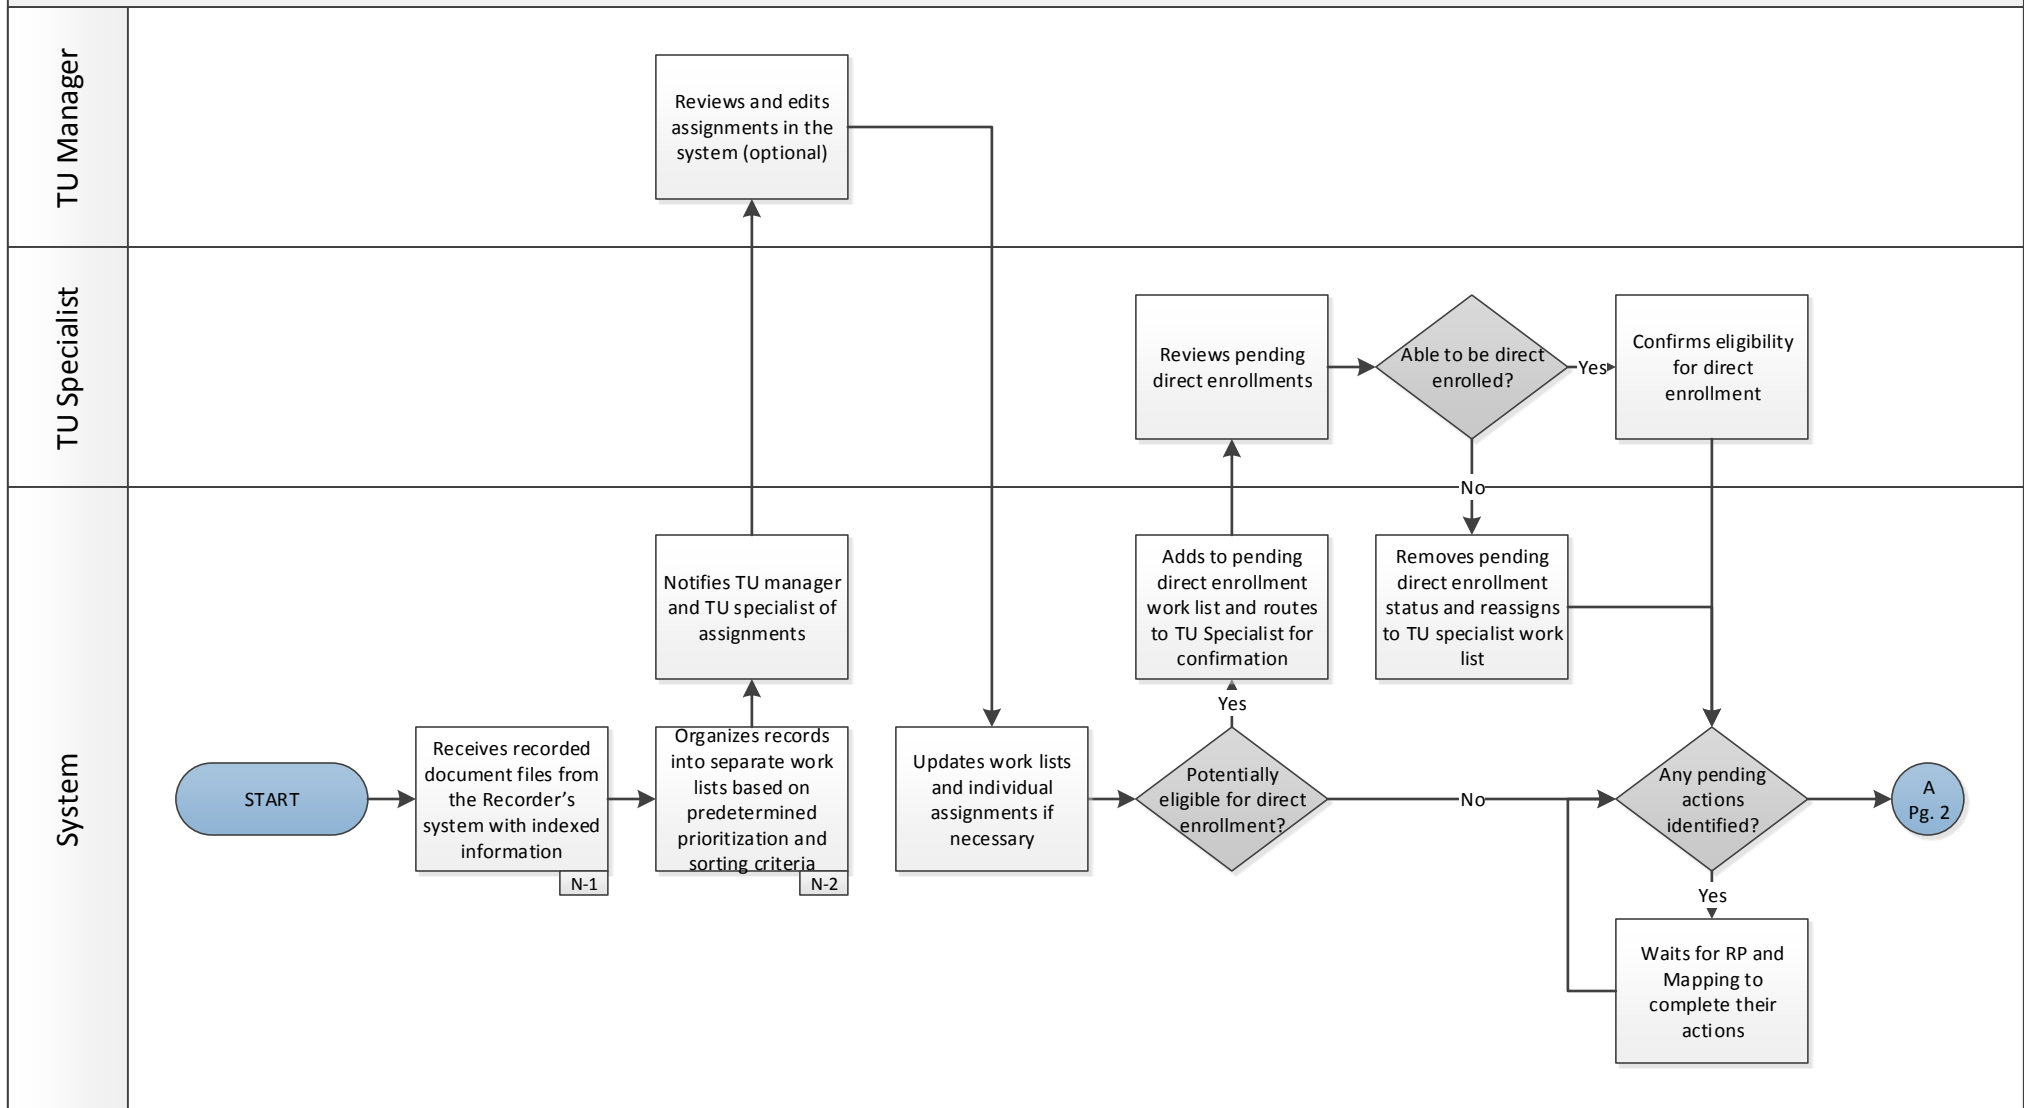 TU Manager
Reviews and edits
assignments in the
system (optional)
TU Specialist
Reviews pending
direct enrollments
Able to be direct
enrolled?
Yes
Confirms eligibility
for direct
enrollment
No
System
START
Receives recorded
document files from
the Recorder’s
system with indexed
information
N-1
Organizes records
into separate work
lists based on
predetermined
prioritization and
sorting criteria
N-2
Notifies TU manager
and TU specialist of
assignments
Updates work lists
and individual
assignments if
necessary
Potentially
eligible for direct
enrollment?
Yes
Adds to pending
direct enrollment
work list and routes
to TU Specialist for
confirmation
Removes pending
direct enrollment
status and reassigns
to TU specialist work
list
No
Any pending
actions
identified?
Yes
Waits for RP and
Mapping to
complete their
actions
A
Pg. 2